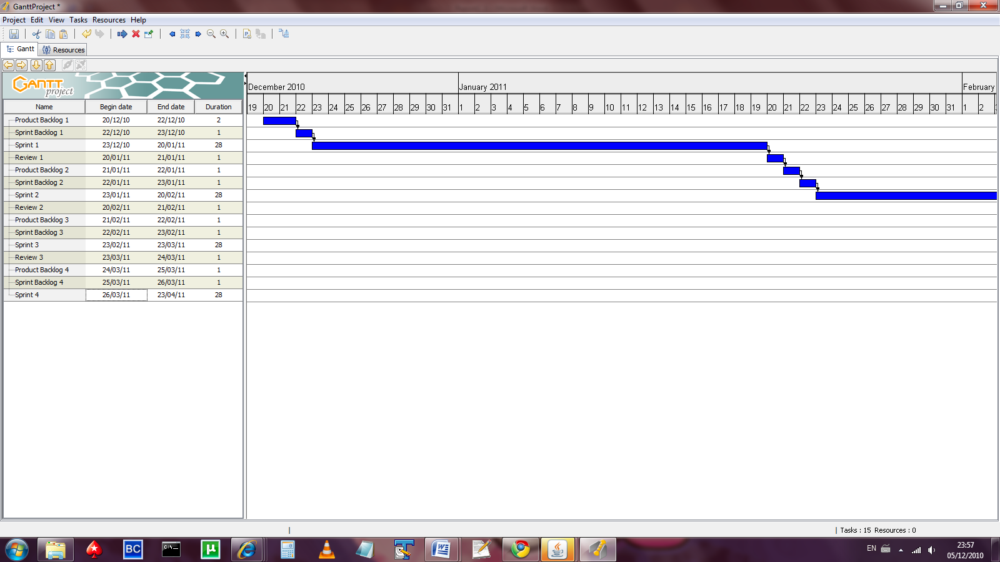 GanttProject *
Project Edit View Tasks Resources Help
Gantt Resources
GANTT project
December 2010 January 2011 February
Name Begin date End date Duration
19 20 21 22 23 24 25 26 27 28 29 30 31 1 2 3 4 5 6 7 8 9 10 11 12 13 14 15 16 17 18 19 20 21 22 23 24 25 26 27 28 29 30 31 1 2
Product Backlog 1 20/12/10 22/12/10 2
Sprint Backlog 1 22/12/10 23/12/10 1
Sprint 1 23/12/10 20/01/11 28
Review 1 20/01/11 21/01/11 1
Product Backlog 2 21/01/11 22/01/11 1
Sprint Backlog 2 22/01/11 23/01/11 1
Sprint 2 23/01/11 20/02/11 28
Review 2 20/02/11 21/02/11 1
Product Backlog 3 21/02/11 22/02/11 1
Sprint Backlog 3 22/02/11 23/02/11 1
Sprint 3 23/02/11 23/03/11 28
Review 3 23/03/11 24/03/11 1
Product Backlog 4 24/03/11 25/03/11 1
Sprint Backlog 4 25/03/11 26/03/11 1
Sprint 4 26/03/11 23/04/11 28
Tasks : 15 Resources : 0
BC C:\_ µ W EN 23:57
05/12/2010